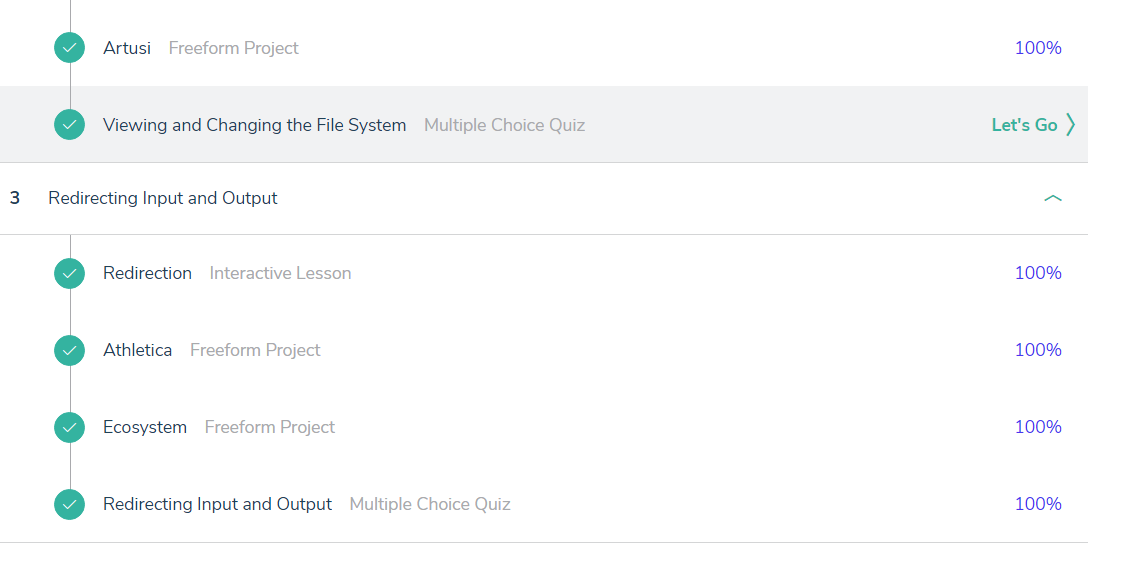 Artusi Freeform Project 100%
Viewing and Changing the File System Multiple Choice Quiz Let's Go
3 Redirecting Input and Output
Redirection Interactive Lesson 100%
Athletica Freeform Project 100%
Ecosystem Freeform Project 100%
Redirecting Input and Output Multiple Choice Quiz 100%